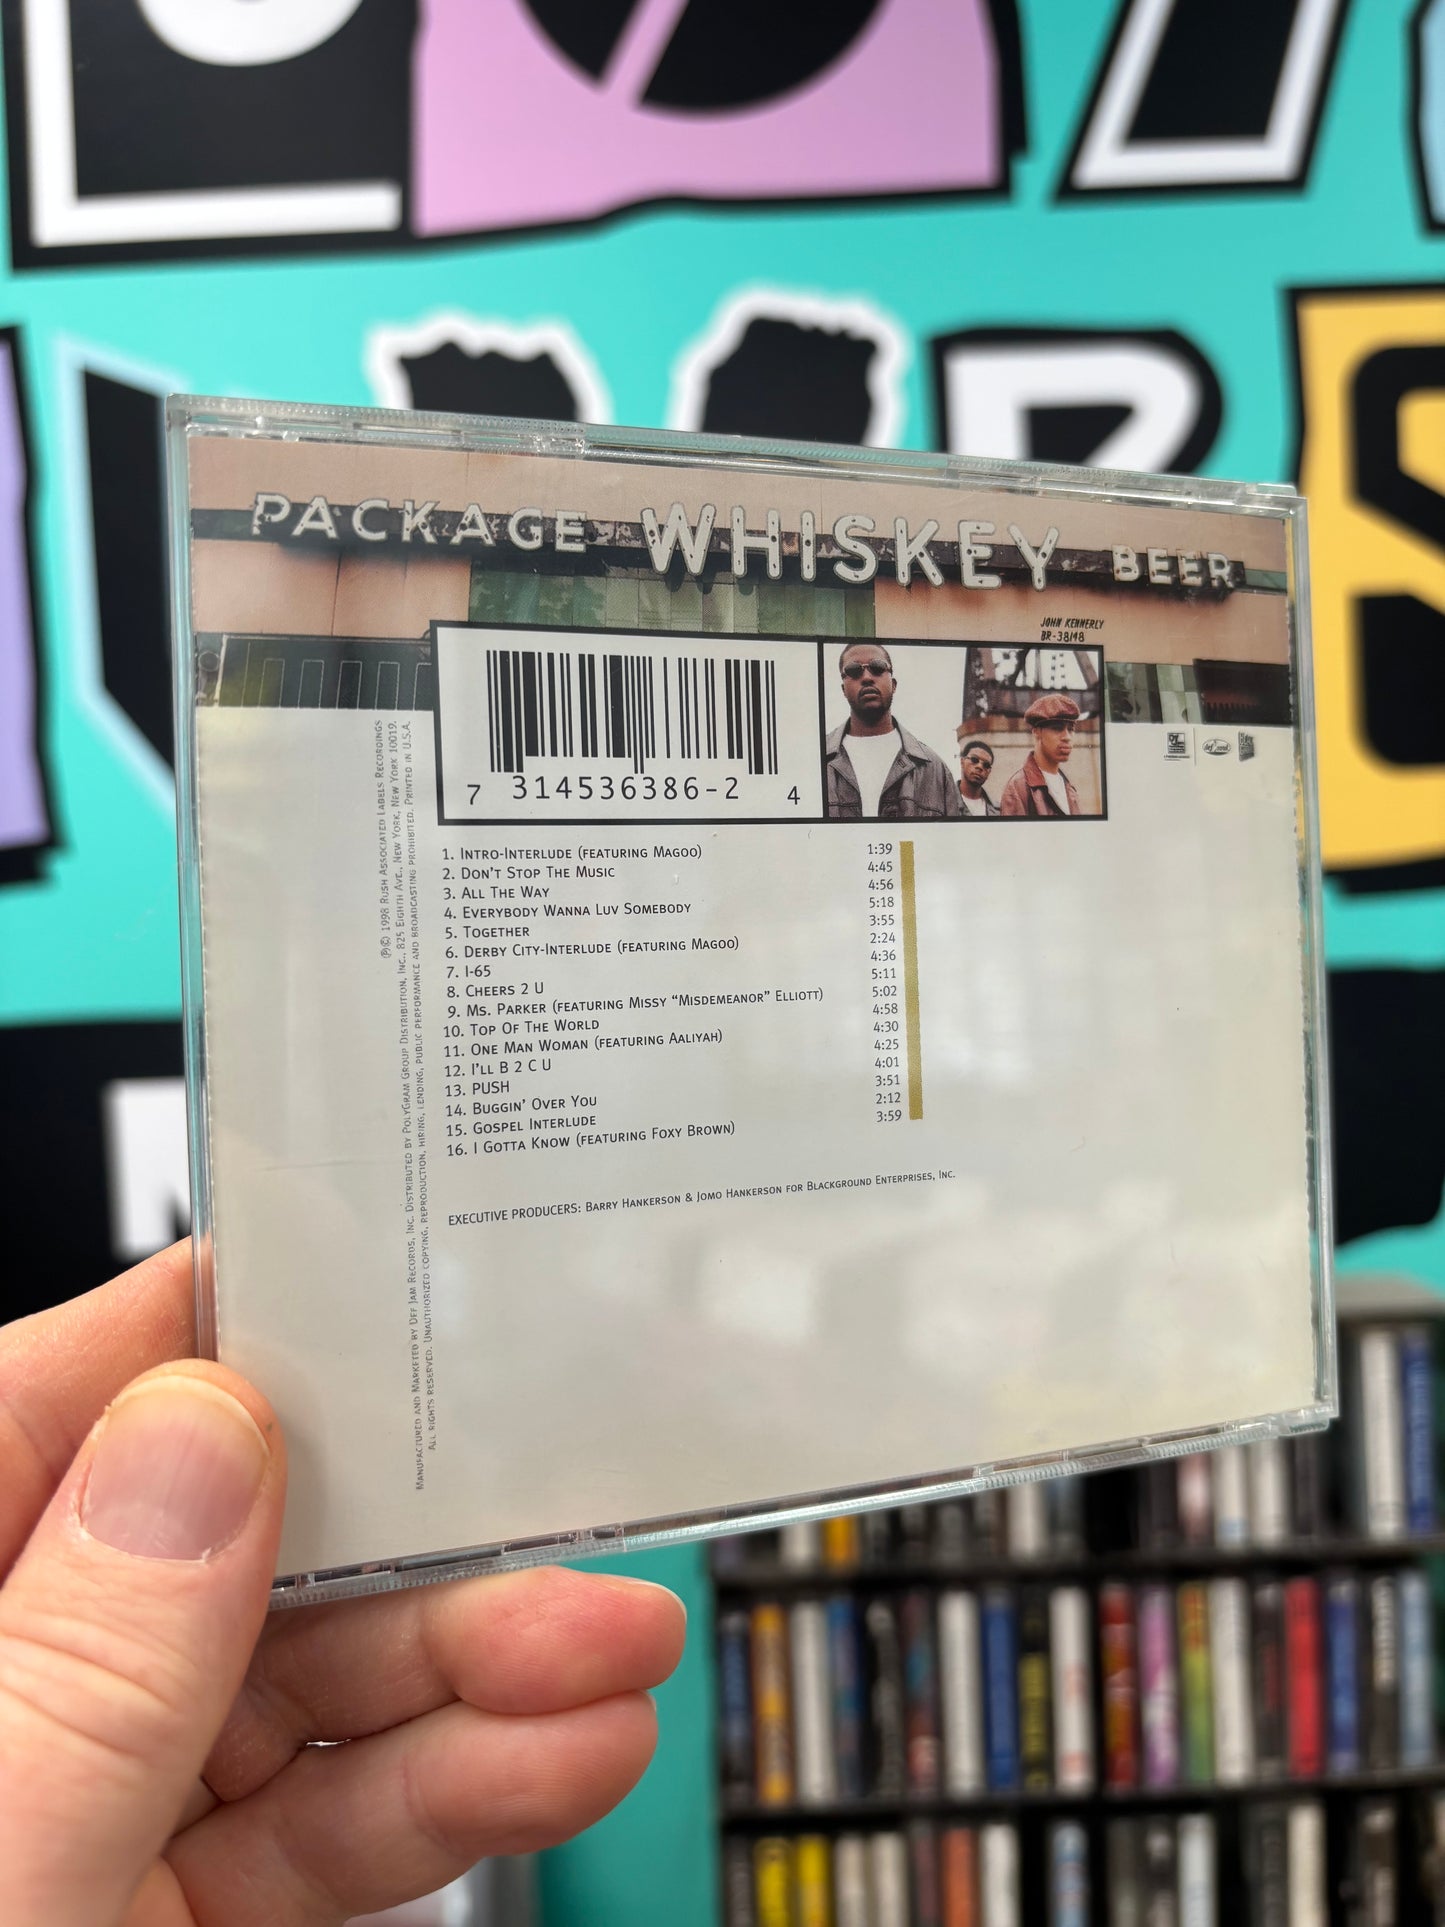 PACKAGE WHISKEY BEER
JOHN KENNERLY
BR-38/98
7 314536386-2 4
1. INTRO-INTERLUDE (FEATURING MAGOO) 1:39
2. DON'T STOP THE MUSIC 4:45
3. ALL THE WAY 4:56
4. EVERYBODY WANNA LUV SOMEBODY 5:18
5. TOGETHER 3:55
6. DERBY CITY-INTERLUDE (FEATURING MAGOO) 2:24
7. I-65 4:36
8. CHEERS 2 U 5:11
9. MS. PARKER (FEATURING MISSY "MISDEMEANOR" ELLIOTT) 5:02
10. TOP OF THE WORLD 4:58
11. ONE MAN WOMAN (FEATURING AALIYAH) 4:30
12. I'LL B 2 C U 4:25
13. PUSH 4:01
14. BUGGIN' OVER YOU 3:51
15. GOSPEL INTERLUDE 2:12
16. I GOTTA KNOW (FEATURING FOXY BROWN) 3:59
EXECUTIVE PRODUCERS: BARRY HANKERSON & JOMO HANKERSON FOR BLACKGROUND ENTERPRISES, INC.
℗© 1998 RUSH ASSOCIATED LABELS RECORDINGS
MANUFACTURED AND MARKETED BY DEF JAM RECORDS, INC. DISTRIBUTED BY POLYGRAM GROUP DISTRIBUTION, INC., 825 EIGHTH AVE., NEW YORK, NEW YORK 10019.
ALL RIGHTS RESERVED. UNAUTHORIZED COPYING, REPRODUCTION, HIRING, LENDING, PUBLIC PERFORMANCE AND BROADCASTING PROHIBITED. PRINTED IN U.S.A.